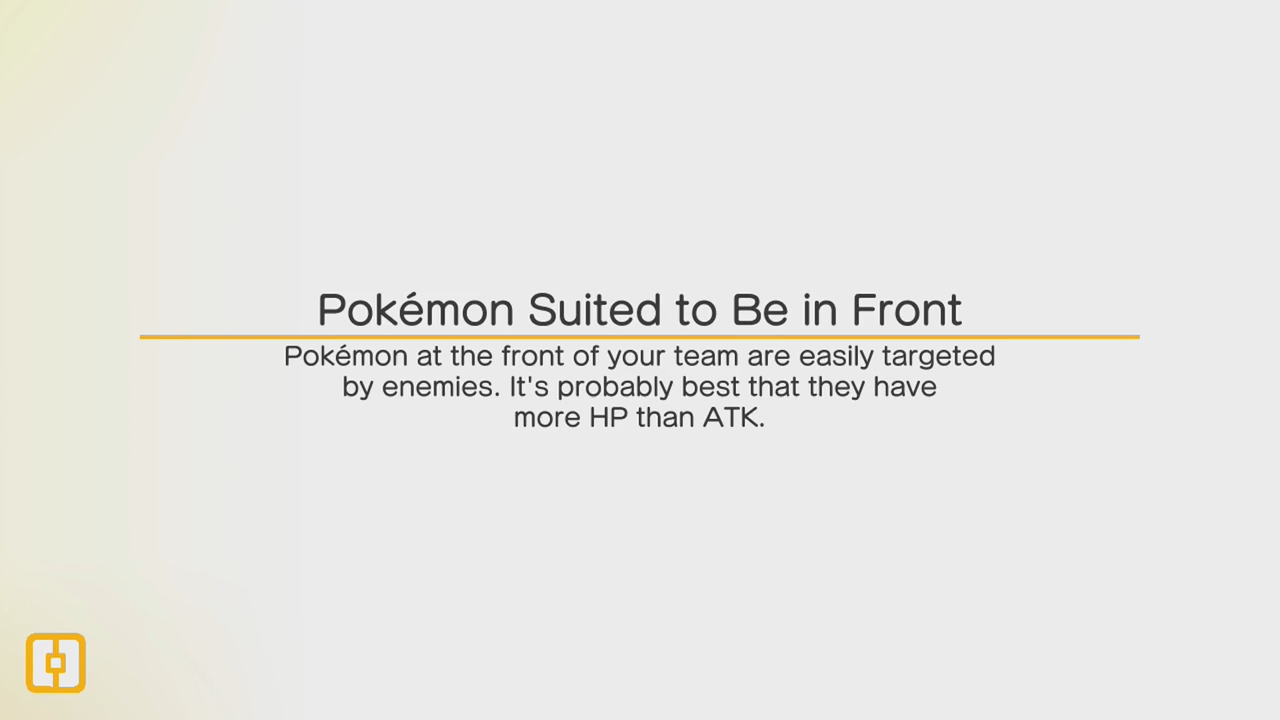 Pokémon Suited to Be in Front
Pokémon at the front of your team are easily targeted
by enemies. It's probably best that they have
more HP than ATK.